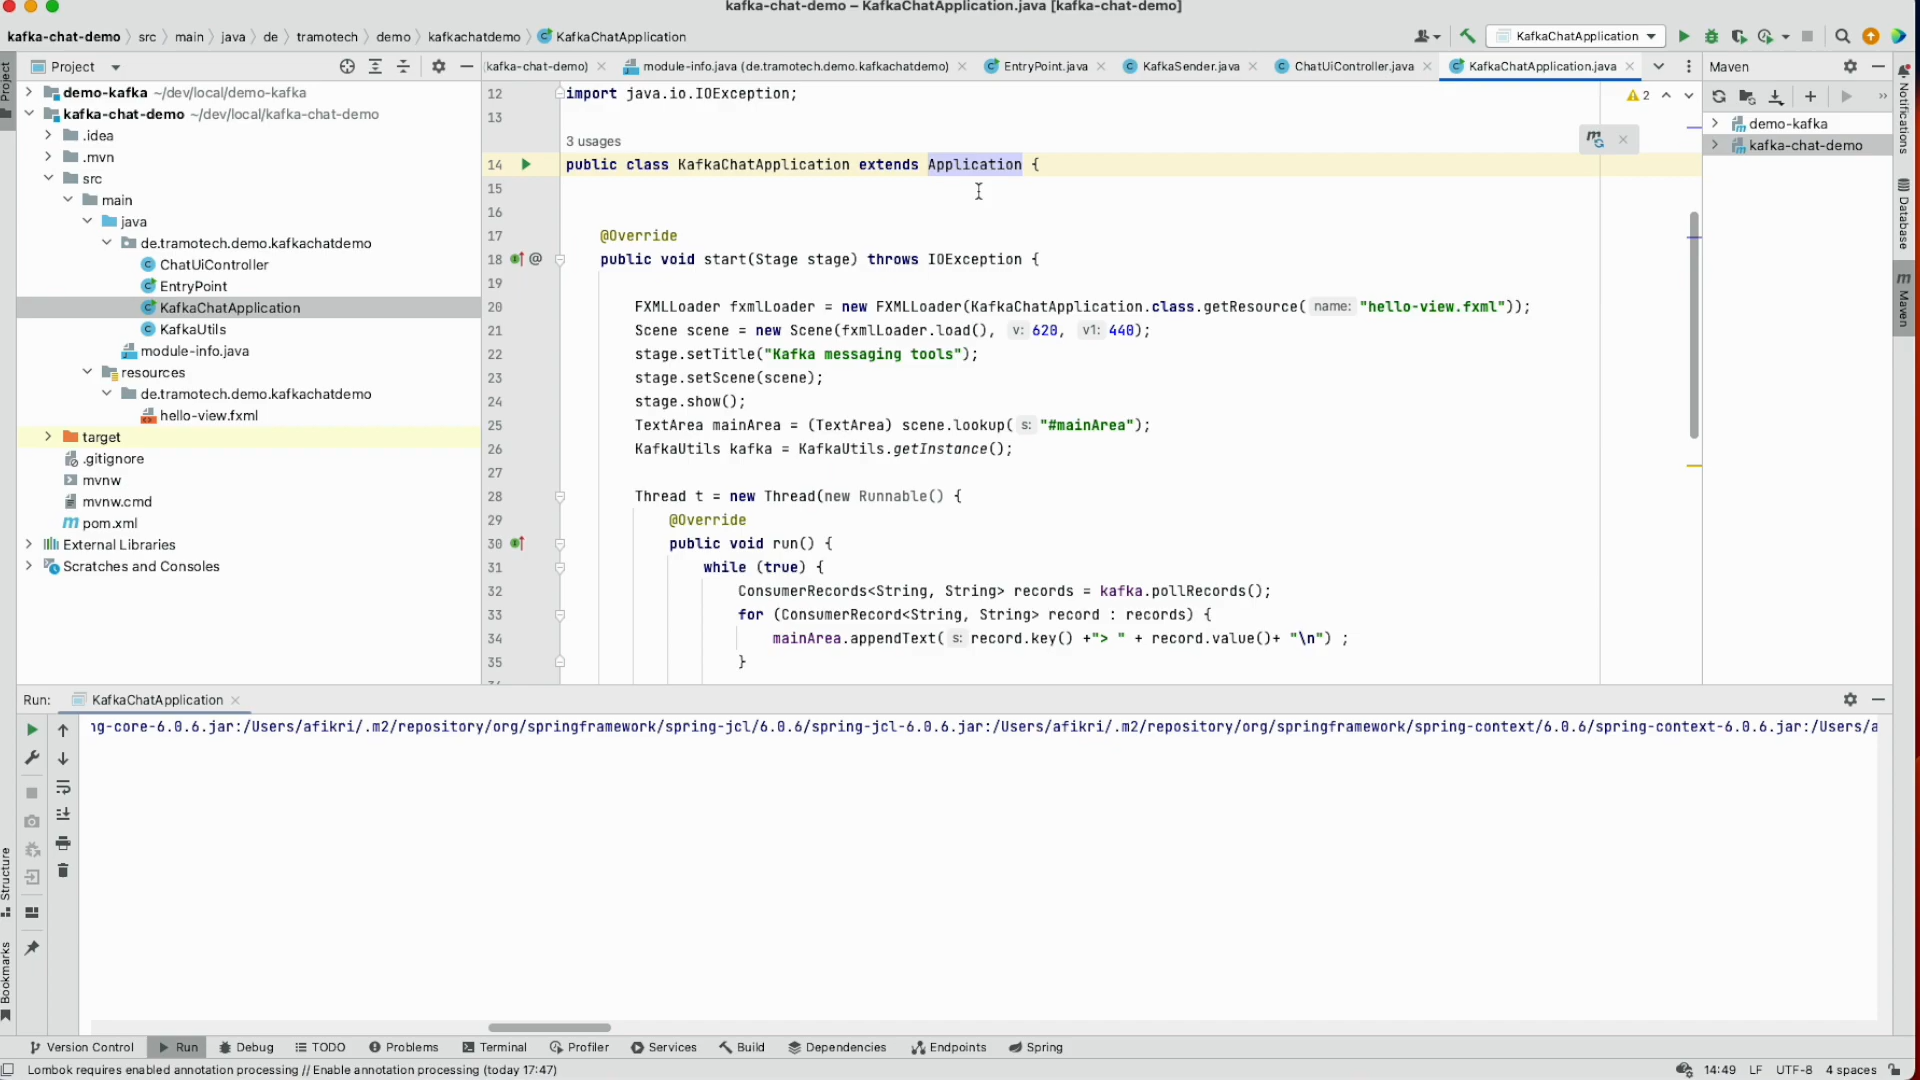 kafka-chat-demo – KafkaChatApplication.java [kafka-chat-demo]
kafka-chat-demo src main java de tramotech demo kafkachatdemo KafkaChatApplication
KafkaChatApplication
Project
(kafka-chat-demo) module-info.java (de.tramotech.demo.kafkachatdemo) EntryPoint.java KafkaSender.java ChatUiController.java KafkaChatApplication.java
Maven
demo-kafka ~/dev/local/demo-kafka
kafka-chat-demo ~/dev/local/kafka-chat-demo
.idea
.mvn
src
main
java
de.tramotech.demo.kafkachatdemo
ChatUiController
EntryPoint
KafkaChatApplication
KafkaUtils
module-info.java
resources
de.tramotech.demo.kafkachatdemo
hello-view.fxml
target
.gitignore
mvnw
mvnw.cmd
pom.xml
External Libraries
Scratches and Consoles
12 import java.io.IOException;
13
3 usages
14 public class KafkaChatApplication extends Application {
15
16
17 @Override
18 @ public void start(Stage stage) throws IOException {
19
20 FXMLLoader fxmlLoader = new FXMLLoader(KafkaChatApplication.class.getResource( name: "hello-view.fxml"));
21 Scene scene = new Scene(fxmlLoader.load(), v: 620, v1: 440);
22 stage.setTitle("Kafka messaging tools");
23 stage.setScene(scene);
24 stage.show();
25 TextArea mainArea = (TextArea) scene.lookup( s: "#mainArea");
26 KafkaUtils kafka = KafkaUtils.getInstance();
27
28 Thread t = new Thread(new Runnable() {
29 @Override
30 public void run() {
31 while (true) {
32 ConsumerRecords<String, String> records = kafka.pollRecords();
33 for (ConsumerRecord<String, String> record : records) {
34 mainArea.appendText( s: record.key() +"> " + record.value()+ "\n") ;
35 }
2
demo-kafka
kafka-chat-demo
Project
Structure
Bookmarks
Notifications
Database
Maven
Run: KafkaChatApplication
ng-core-6.0.6.jar:/Users/afikri/.m2/repository/org/springframework/spring-jcl/6.0.6/spring-jcl-6.0.6.jar:/Users/afikri/.m2/repository/org/springframework/spring-context/6.0.6/spring-context-6.0.6.jar:/Users/a
Version Control Run Debug TODO Problems Terminal Profiler Services Build Dependencies Endpoints Spring
Lombok requires enabled annotation processing // Enable annotation processing (today 17:47)
14:49 LF UTF-8 4 spaces